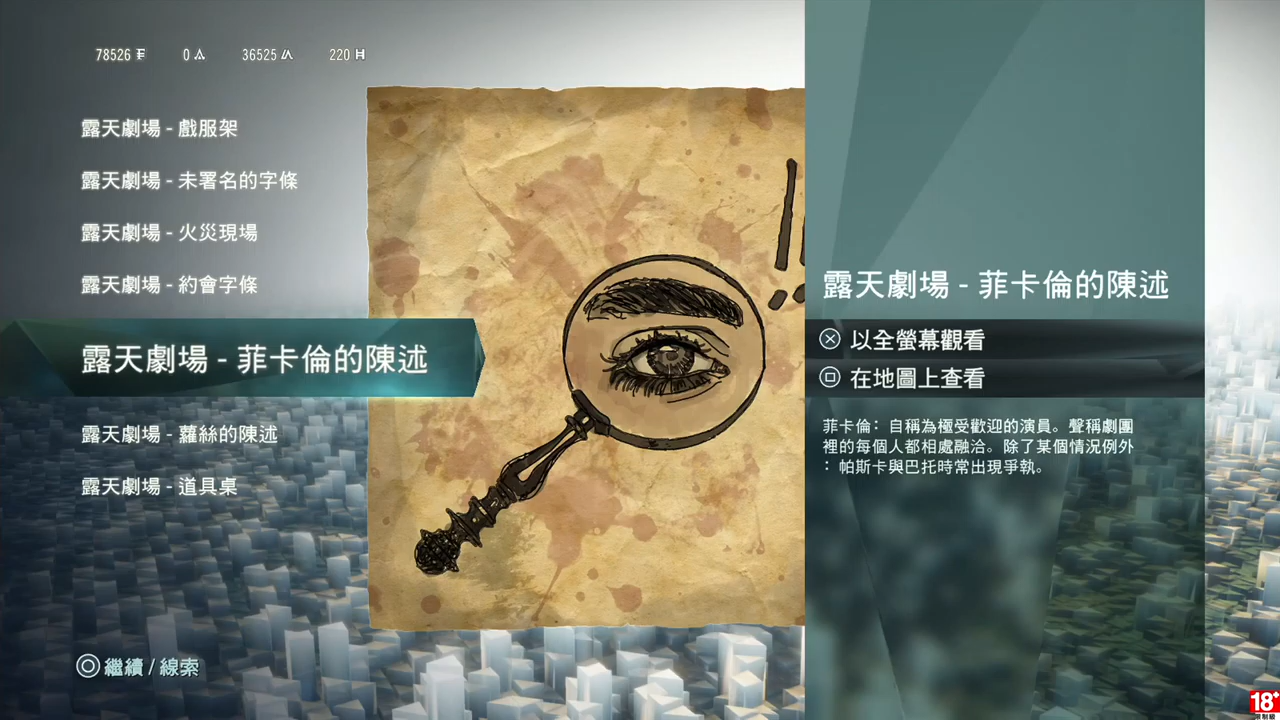 78526 0 36525 220
露天劇場 - 戲服架
露天劇場 - 未署名的字條
露天劇場 - 火災現場
露天劇場 - 約會字條
露天劇場 - 菲卡倫的陳述
露天劇場 - 蘿絲的陳述
露天劇場 - 道具桌
繼續 / 線索
露天劇場 - 菲卡倫的陳述
以全螢幕觀看
在地圖上查看
菲卡倫：自稱為極受歡迎的演員。聲稱劇團
裡的每個人都相處融洽。除了某個情況例外
：帕斯卡與巴托時常出現爭執。
18+
限制級